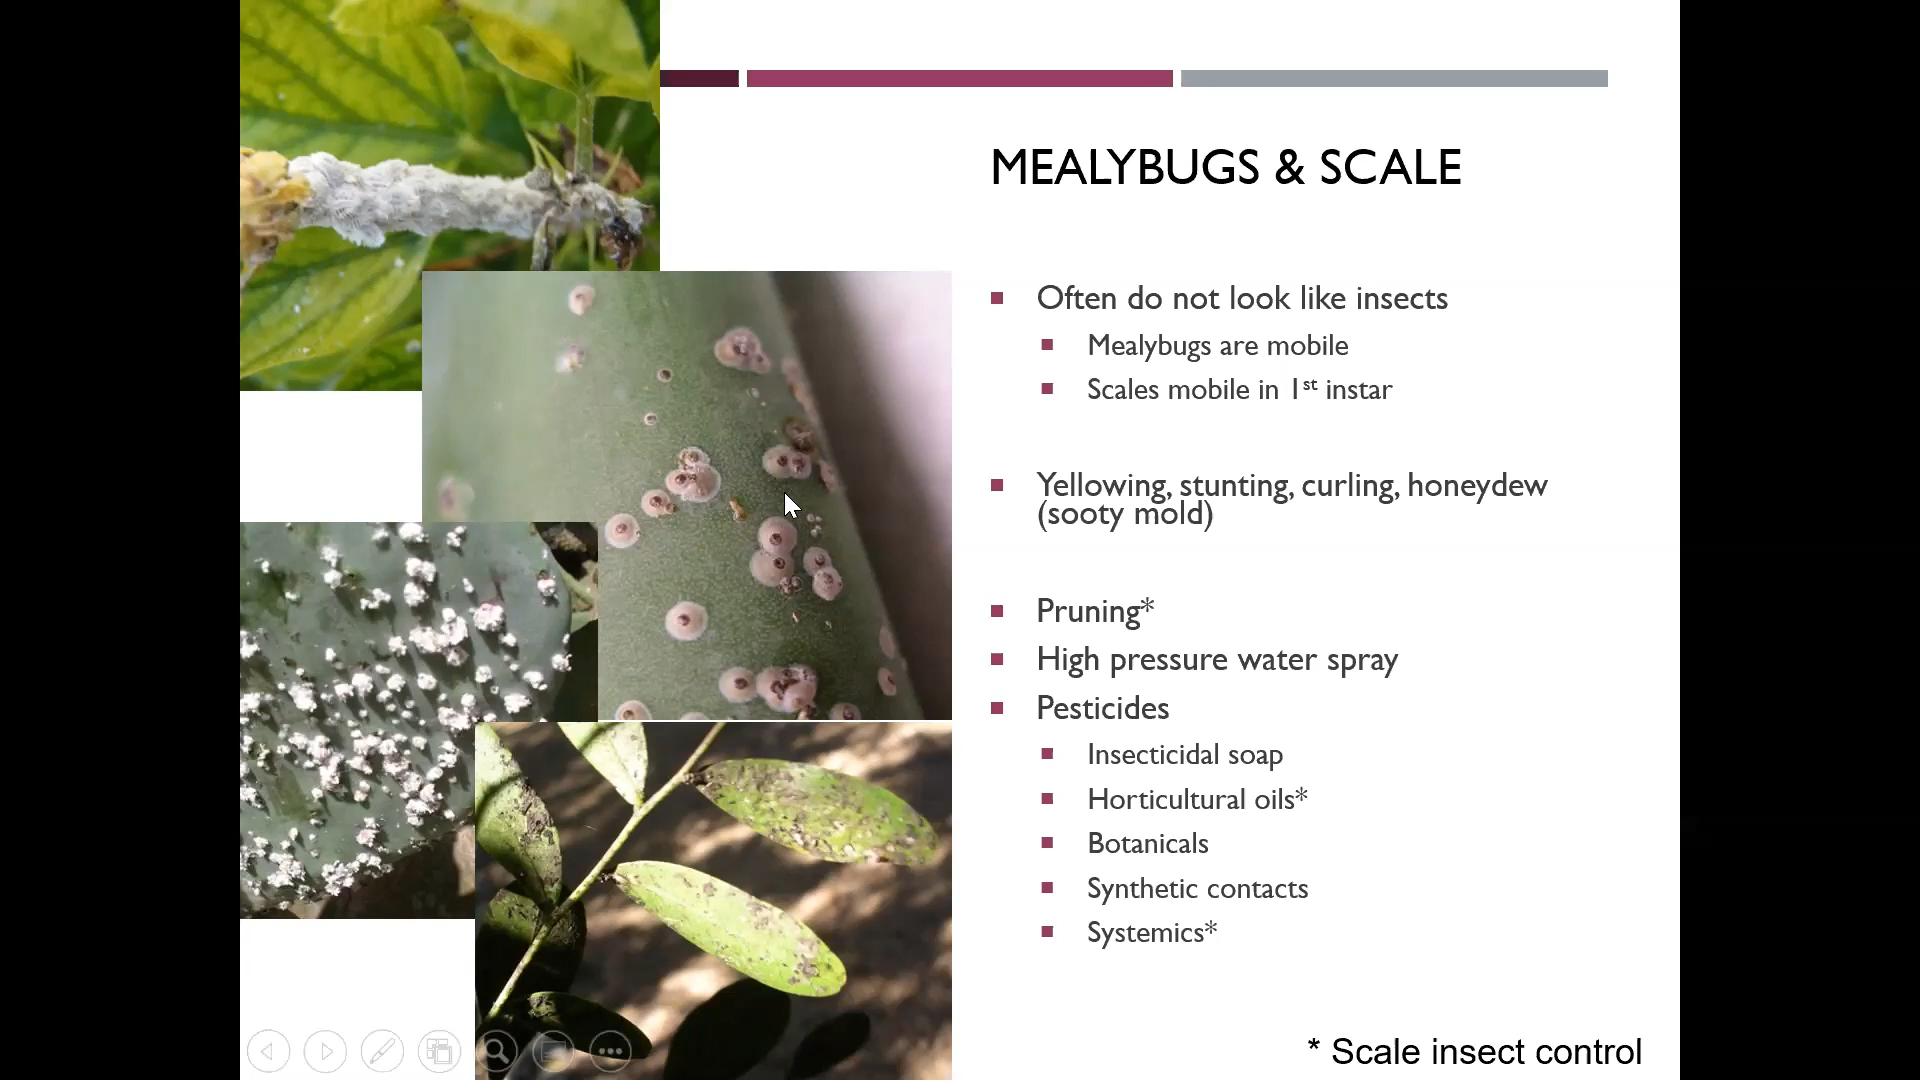 MEALYBUGS & SCALE
Often do not look like insects
Mealybugs are mobile
Scales mobile in 1st instar
Yellowing, stunting, curling, honeydew
(sooty mold)
Pruning*
High pressure water spray
Pesticides
Insecticidal soap
Horticultural oils*
Botanicals
Synthetic contacts
Systemics*
* Scale insect control